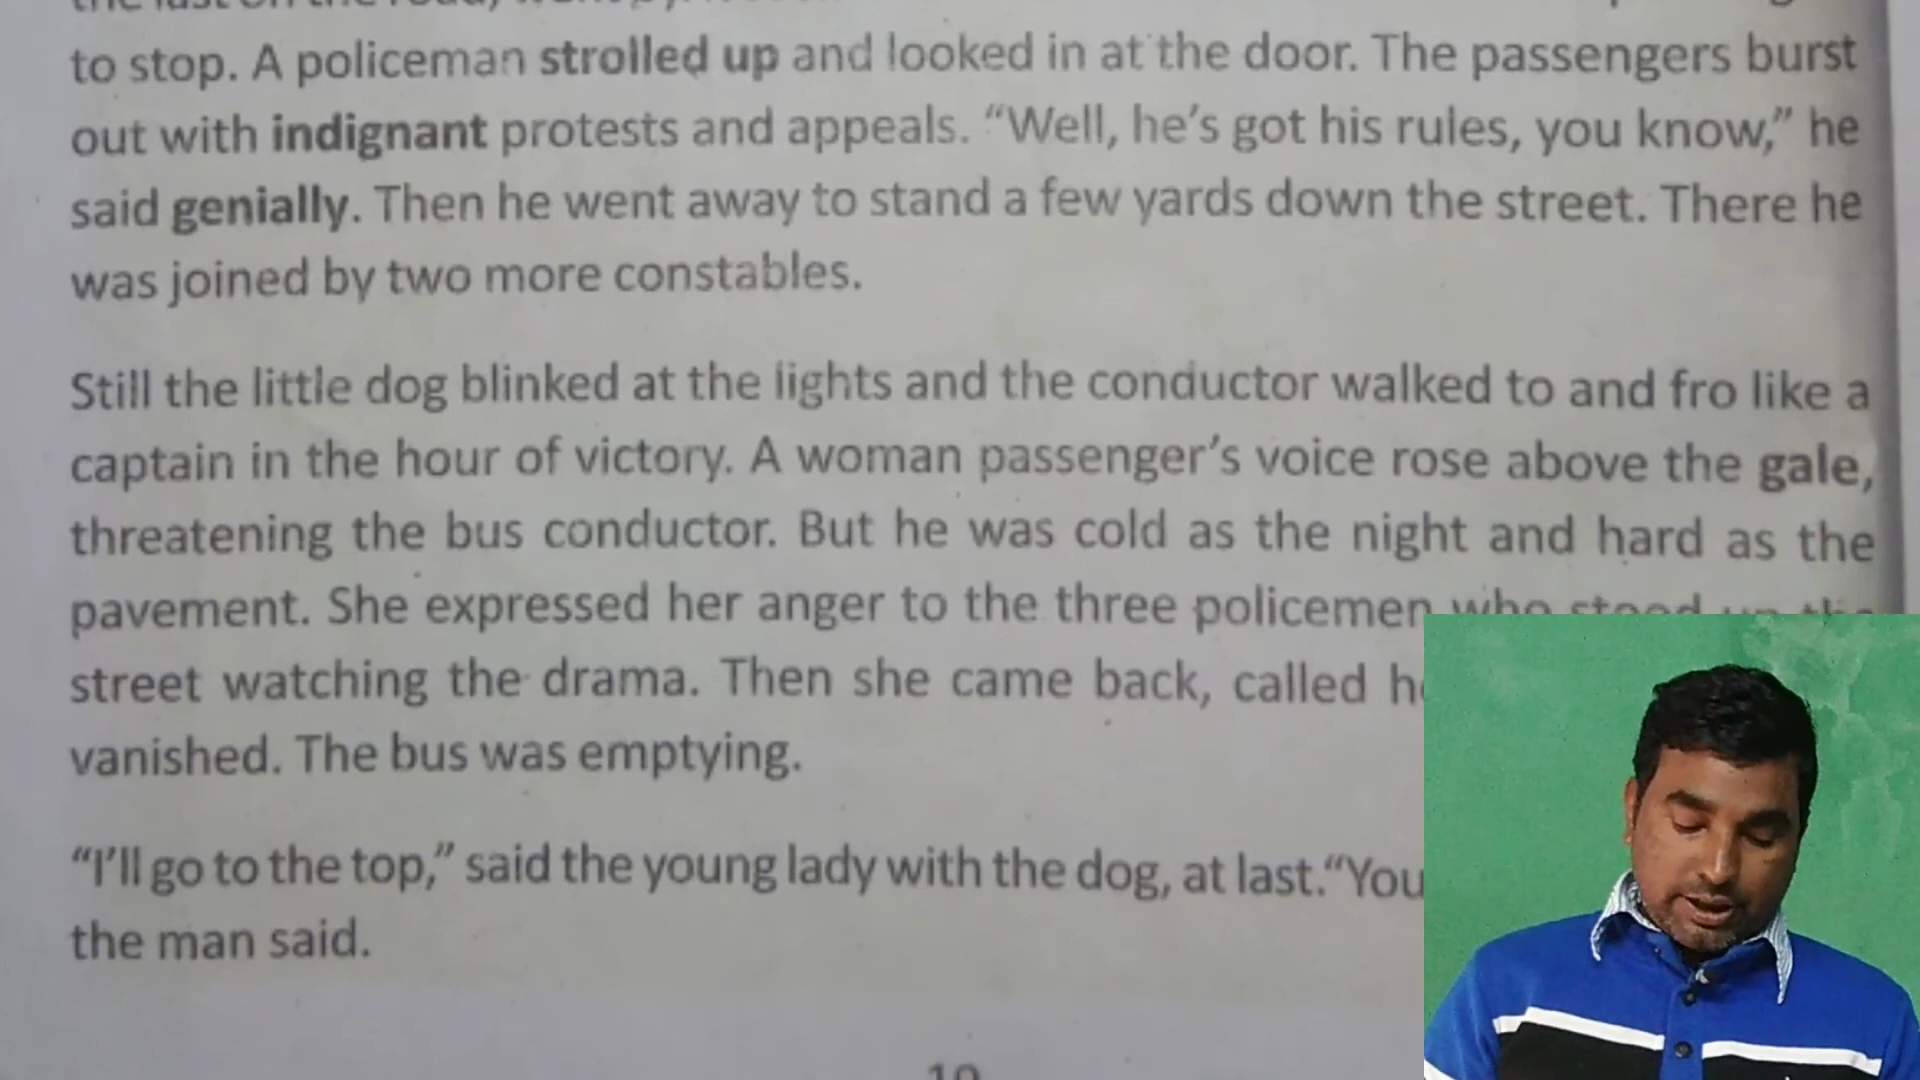 to stop. A policeman strolled up and looked in at the door. The passengers burst
out with indignant protests and appeals. “Well, he’s got his rules, you know,” he
said genially. Then he went away to stand a few yards down the street. There he
was joined by two more constables.
Still the little dog blinked at the lights and the conductor walked to and fro like a
captain in the hour of victory. A woman passenger’s voice rose above the gale,
threatening the bus conductor. But he was cold as the night and hard as the
pavement. She expressed her anger to the three policemen who stood up the
street watching the drama. Then she came back, called
vanished. The bus was emptying.
“I’ll go to the top,” said the young lady with the dog, at last.“You
the man said.